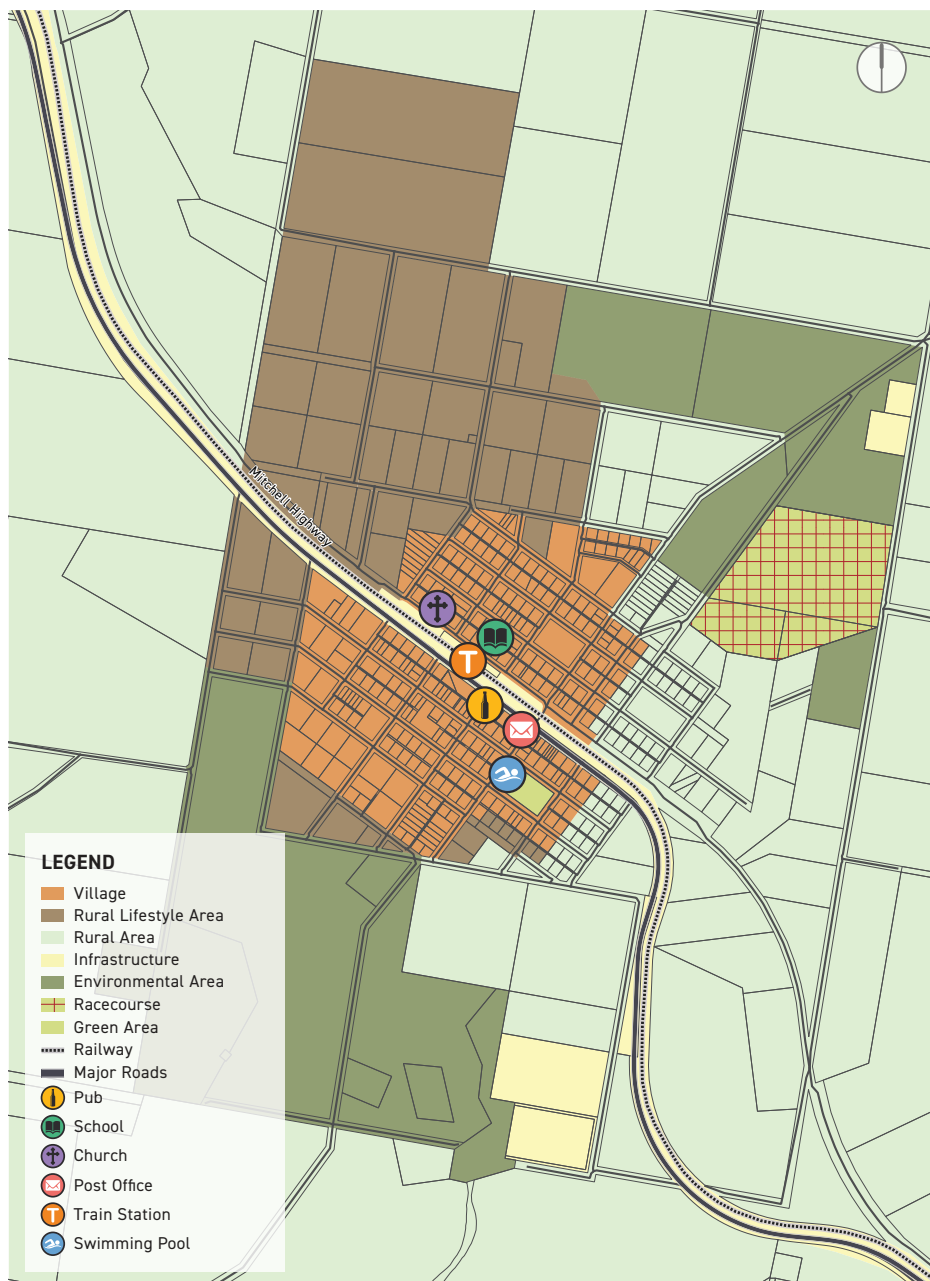 Mitchell Highway
T
LEGEND
Village
Rural Lifestyle Area
Rural Area
Infrastructure
Environmental Area
Racecourse
Green Area
Railway
Major Roads
Pub
School
Church
Post Office
T Train Station
Swimming Pool